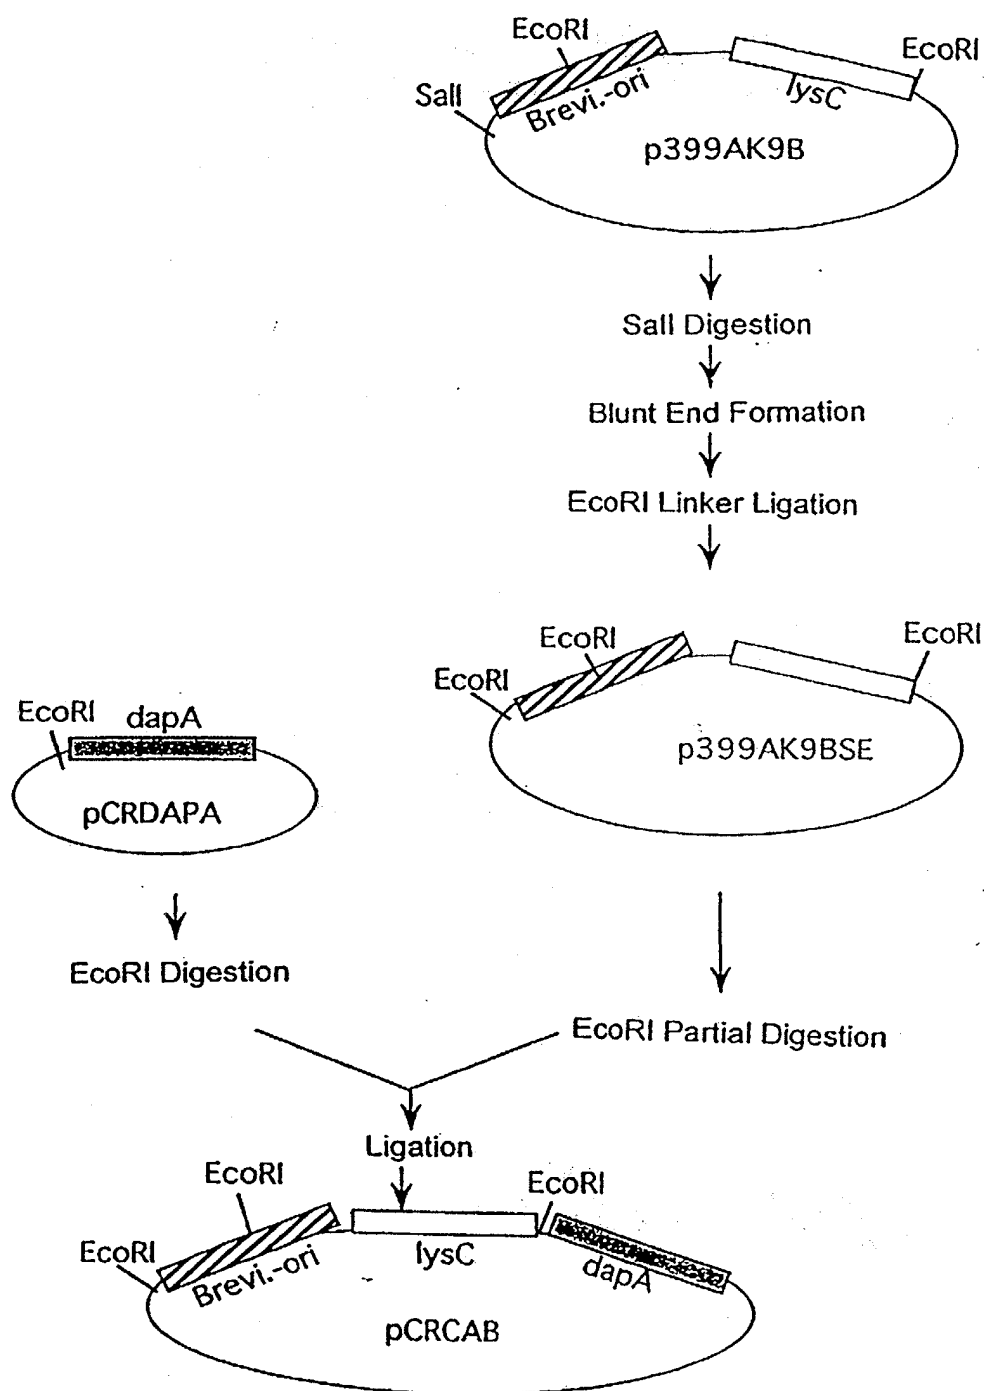 EcoRI
EcoRI
SalI
Brevi.-ori
lysC
p399AK9B
SalI Digestion
Blunt End Formation
EcoRI Linker Ligation
EcoRI
EcoRI
EcoRI
p399AK9BSE
EcoRI
dapA
pCRDAPA
EcoRI Digestion
EcoRI Partial Digestion
Ligation
EcoRI
EcoRI
EcoRI
Brevi.-ori
lysC
dapA
pCRCAB